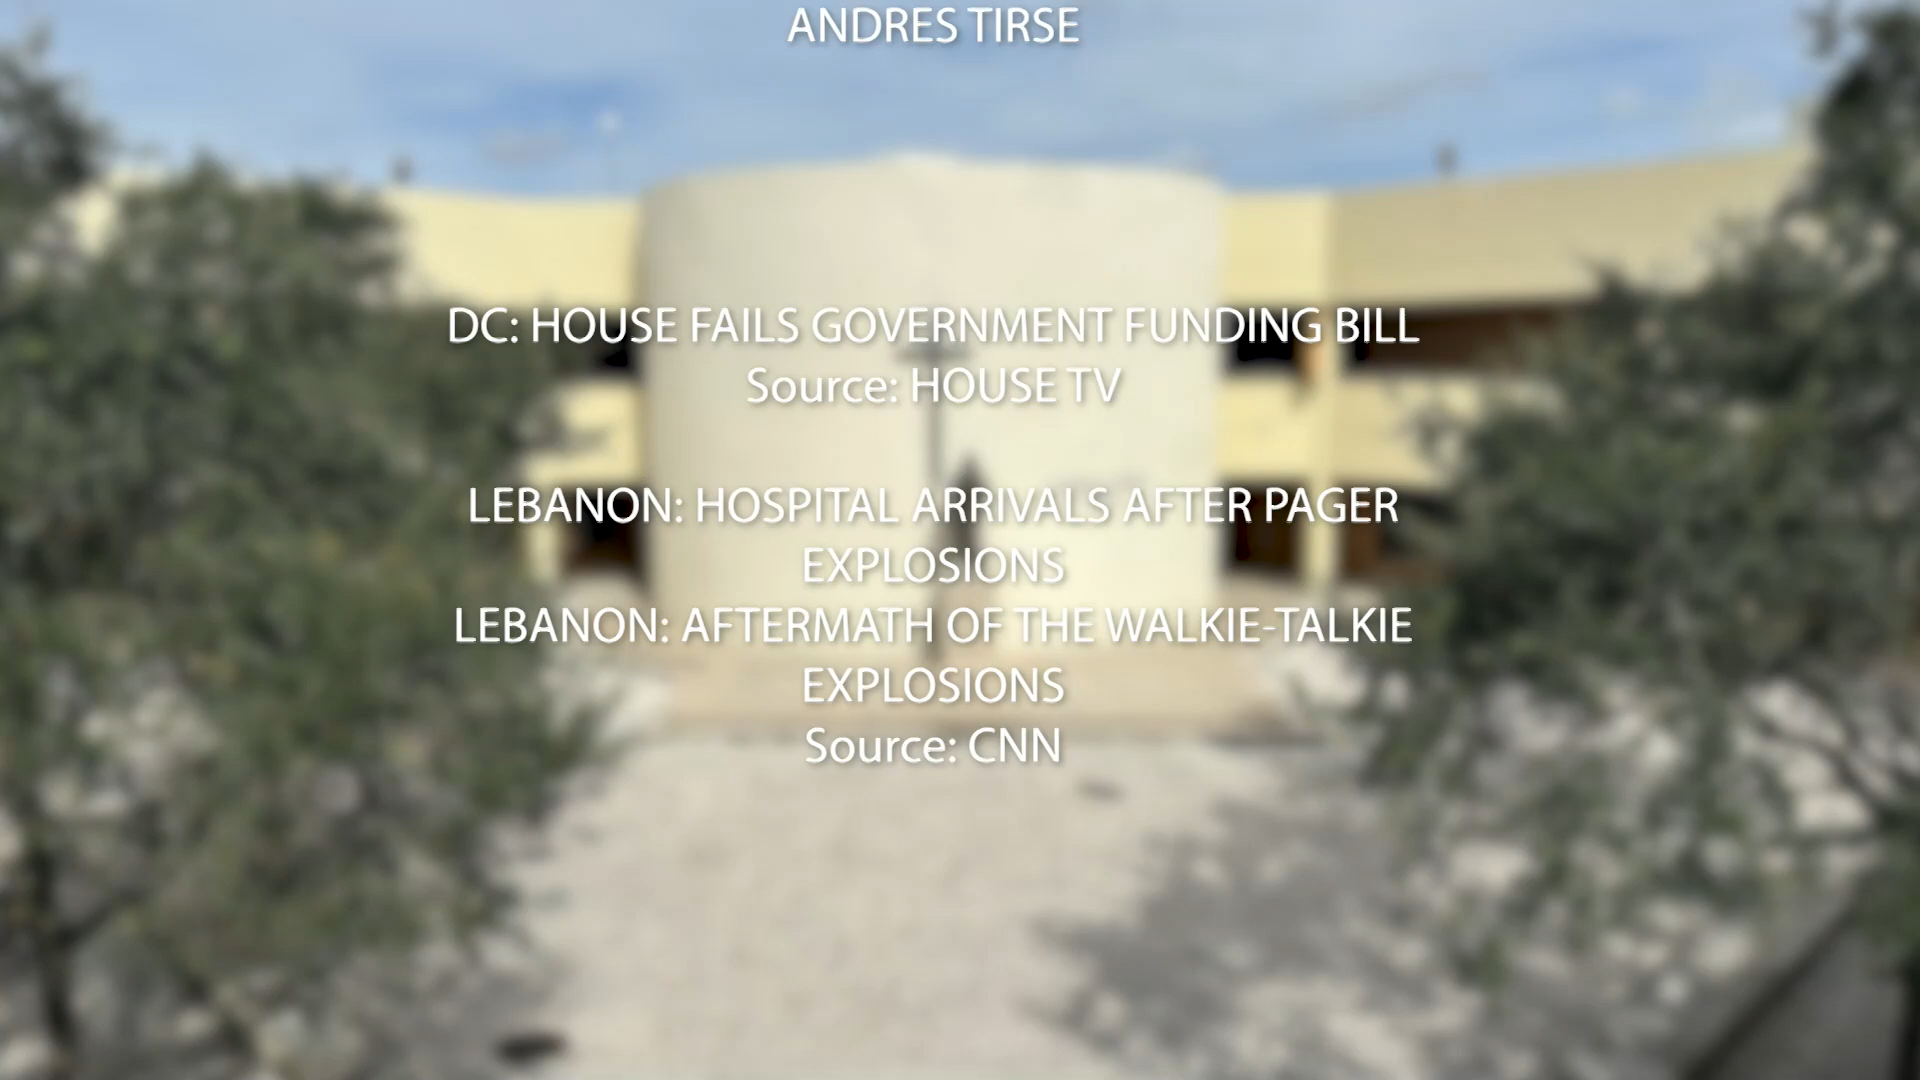 ANDRES TIRSE
DC: HOUSE FAILS GOVERNMENT FUNDING BILL
Source: HOUSE TV
LEBANON: HOSPITAL ARRIVALS AFTER PAGER
EXPLOSIONS
LEBANON: AFTERMATH OF THE WALKIE-TALKIE
EXPLOSIONS
Source: CNN